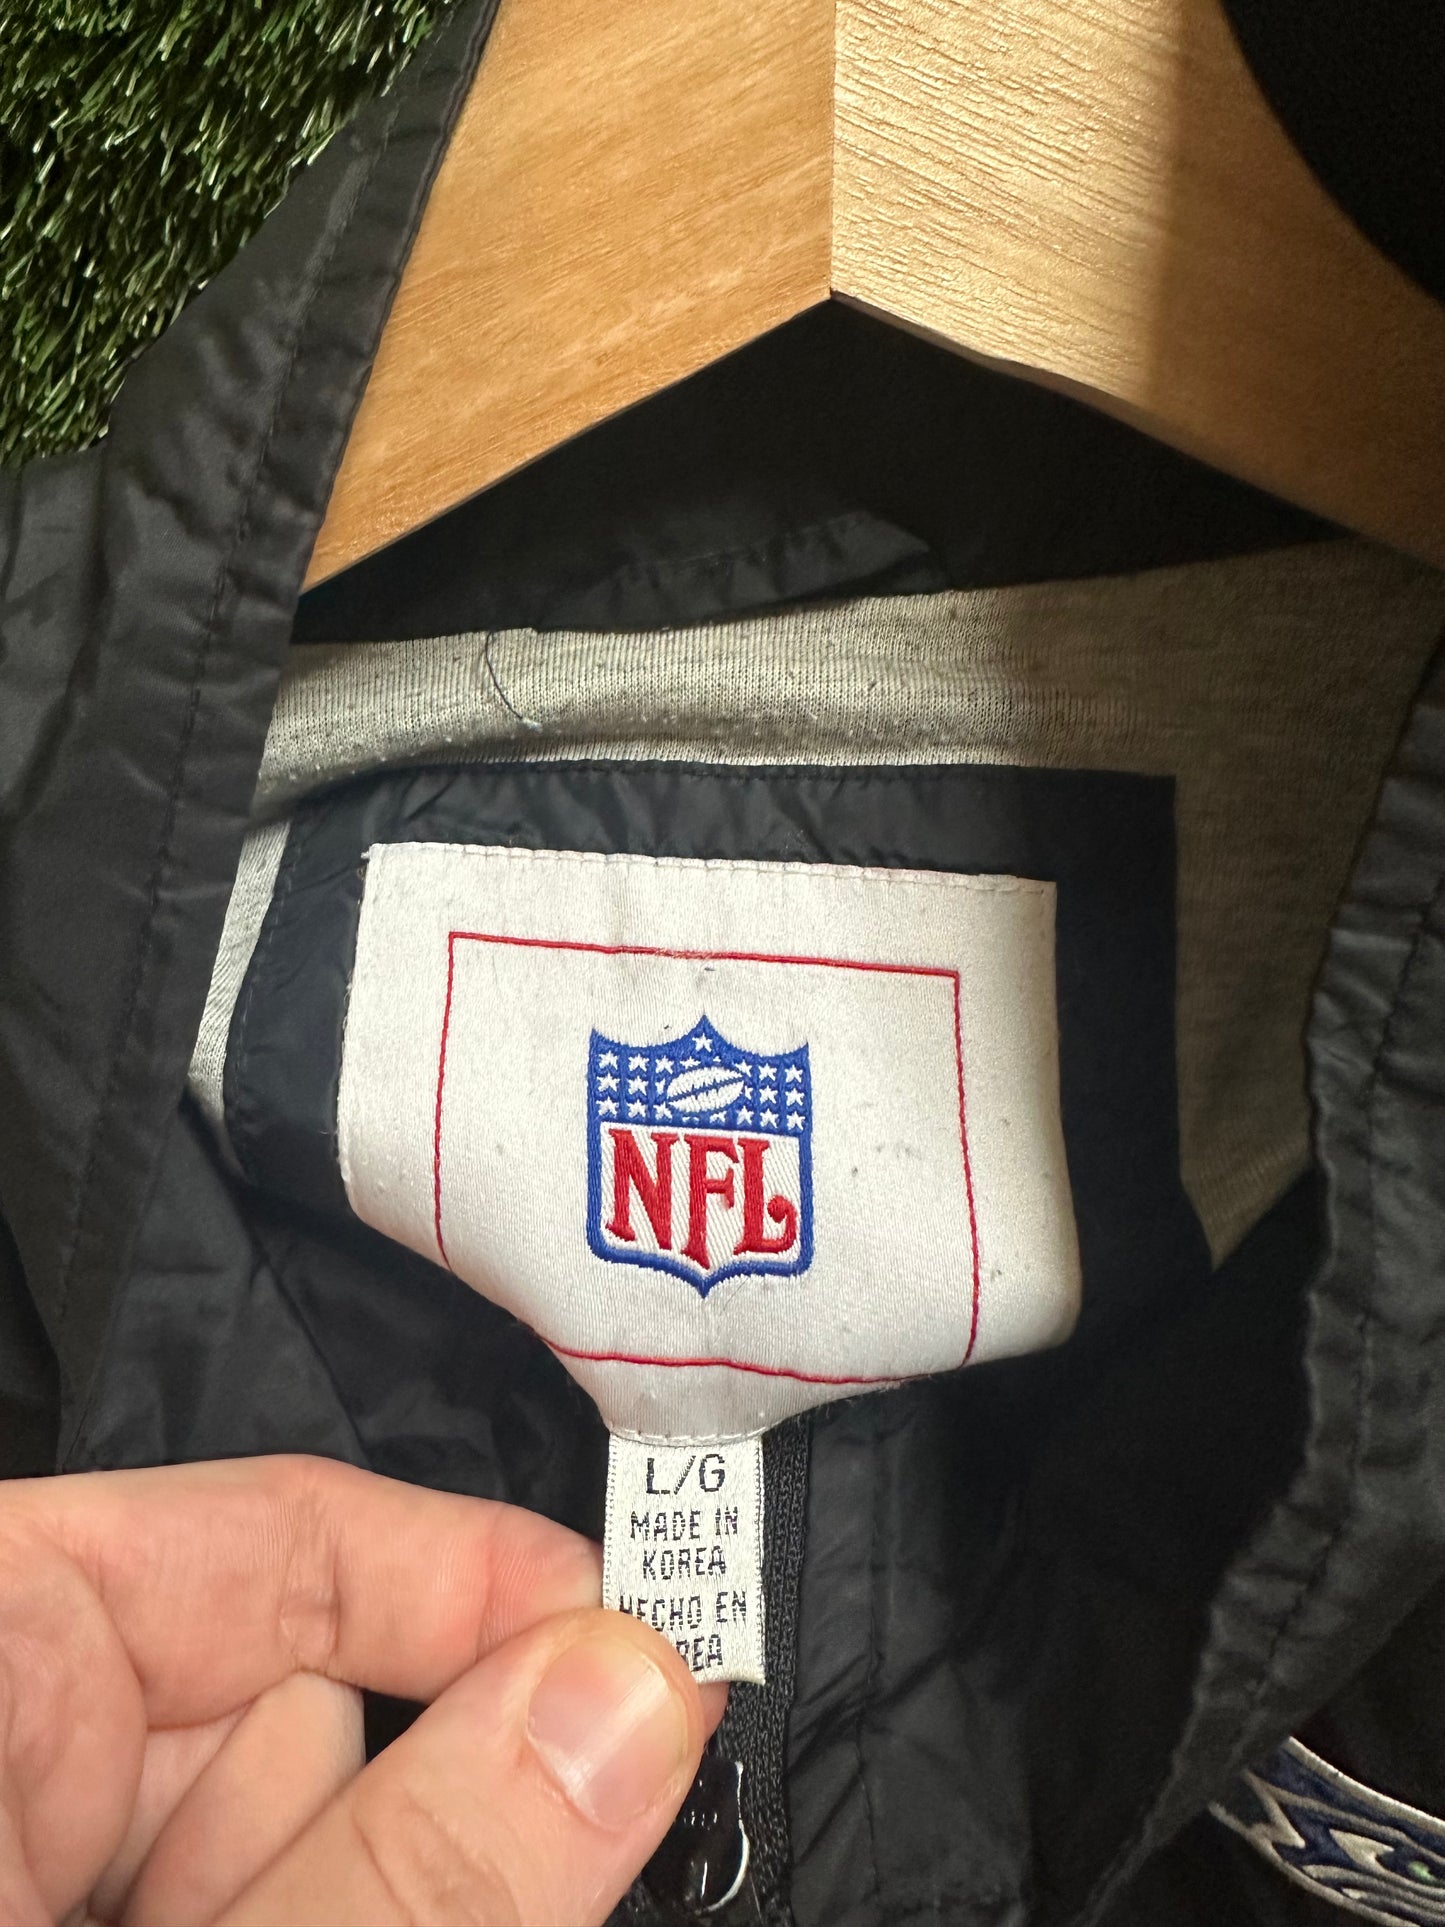 NFL
L/G
MADE IN
KOREA
HECHO EN